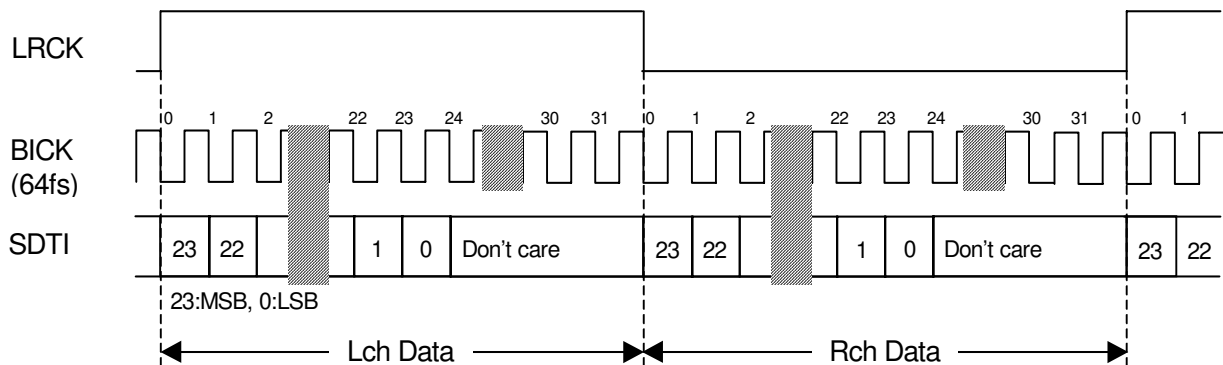 LRCK
0 1 2 22 23 24 30 31 0 1 2 22 23 24 30 31 0 1
BICK
(64fs)
SDTI 23 22 1 0 Don't care 23 22 1 0 Don't care 23 22
23:MSB, 0:LSB
Lch Data Rch Data